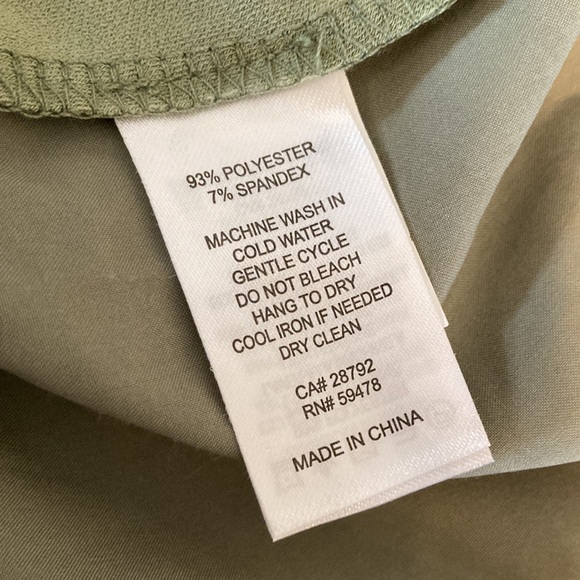 93% POLYESTER
7% SPANDEX
MACHINE WASH IN
COLD WATER
GENTLE CYCLE
DO NOT BLEACH
HANG TO DRY
COOL IRON IF NEEDED
DRY CLEAN
CA# 28792
RN# 59478
MADE IN CHINA